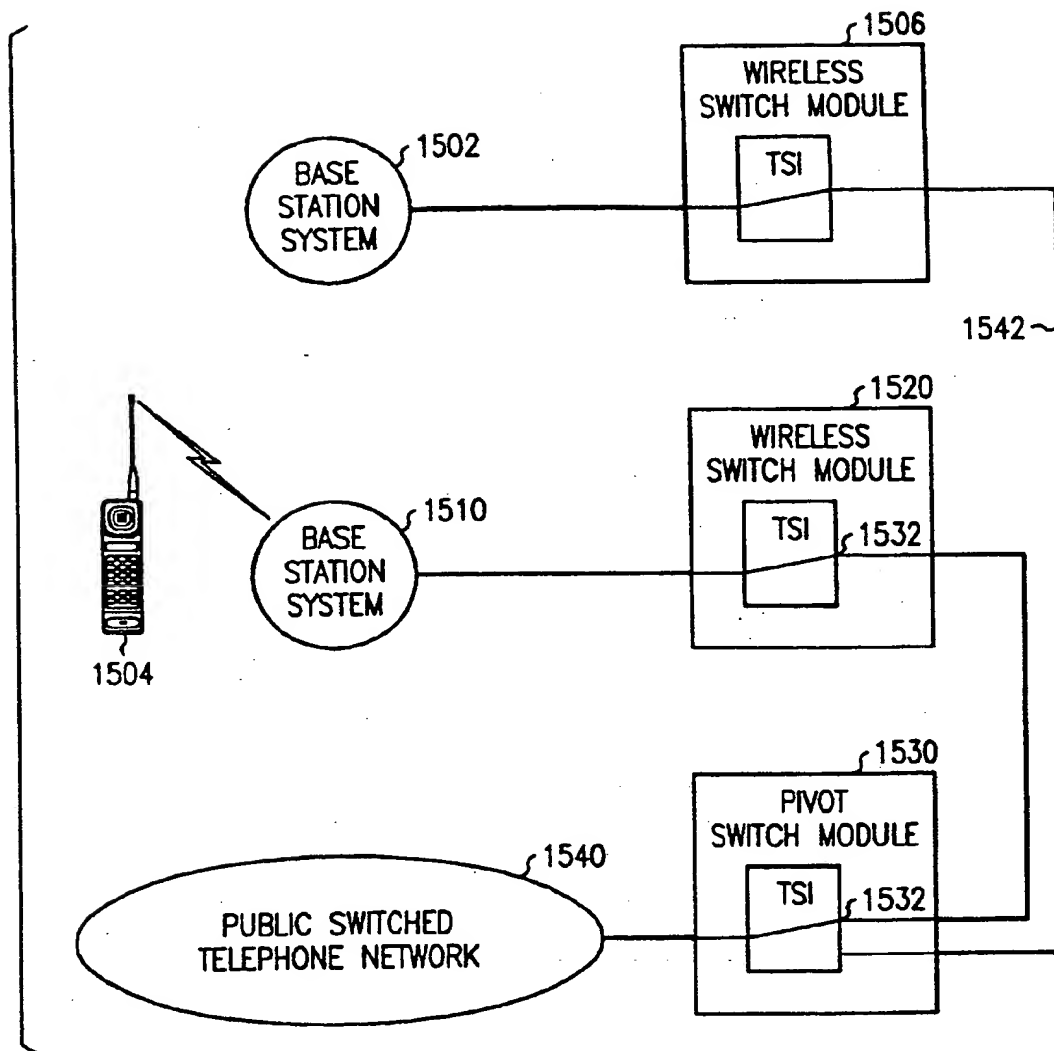 1506
WIRELESS
SWITCH MODULE
TSI
1502
BASE
STATION
SYSTEM
1542
1520
WIRELESS
SWITCH MODULE
TSI
1532
1510
BASE
STATION
SYSTEM
1504
1530
PIVOT
SWITCH MODULE
TSI
1532
1540
PUBLIC SWITCHED
TELEPHONE NETWORK